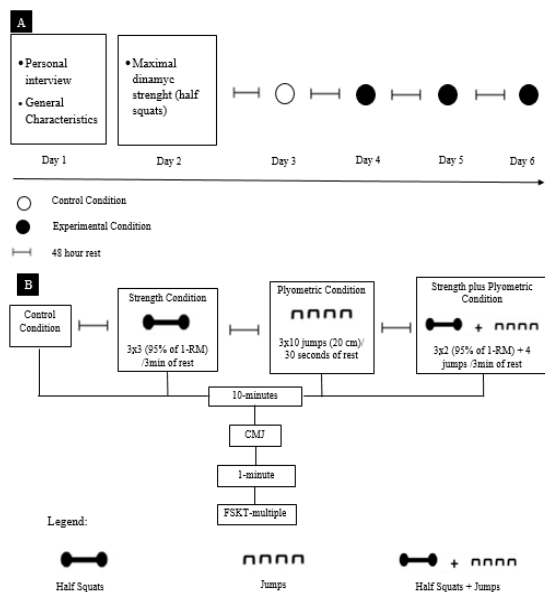 A
•Personal
interview
• General
Characteristics
•Maximal
dinamyc
strenght (half
squats)
Day 1
Day 2
Day 3
Day 4
Day 5
Day 6
Control Condition
Experimental Condition
48 hour rest
B
Control
Condition
Strength Condition
3x3 (95% of 1-RM)
/3min of rest
Plyometric Condition
3x10 jumps (20 cm)/
30 seconds of rest
Strength plus Plyometric
Condition
+
3x2 (95% of 1-RM) + 4
jumps /3min of rest
10-minutes
CMJ
1-minute
FSKT-multiple
Legend:
Half Squats
Jumps
+
Half Squats + Jumps